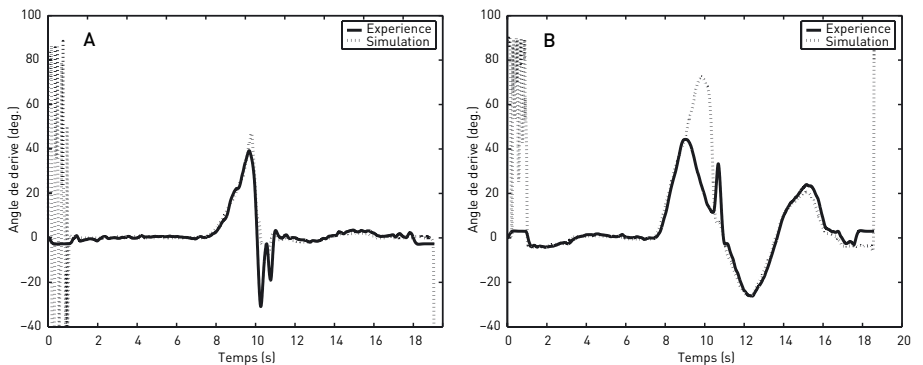 A
Experience
Simulation
Angle de derive (deg.)
100
80
60
40
20
0
−20
−40
0 2 4 6 8 10 12 14 16 18
Temps (s)
B
Experience
Simulation
Angle de derive (deg.)
100
80
60
40
20
0
−20
−40
0 2 4 6 8 10 12 14 16 18 20
Temps (s)